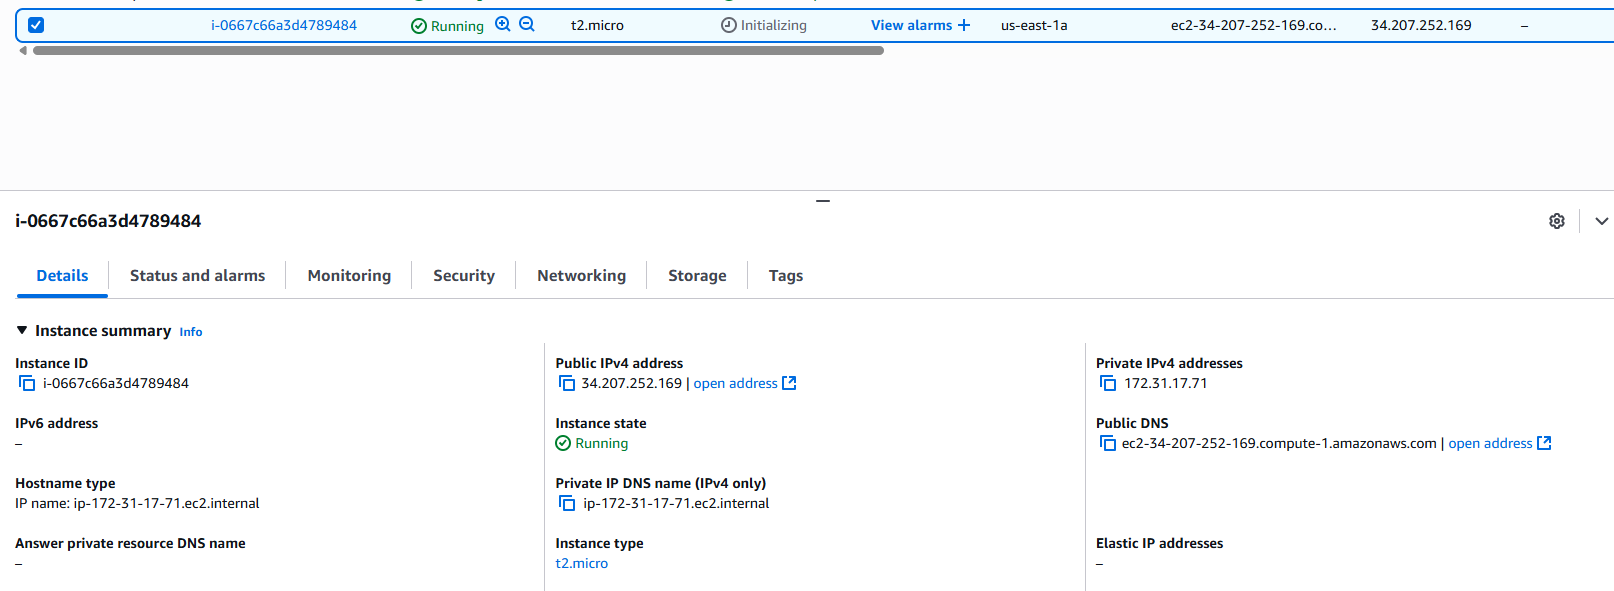 i-0667c66a3d4789484 Running t2.micro Initializing View alarms + us-east-1a ec2-34-207-252-169.co… 34.207.252.169 –
i-0667c66a3d4789484
Details Status and alarms Monitoring Security Networking Storage Tags
Instance summary Info
Instance ID
i-0667c66a3d4789484
Public IPv4 address
34.207.252.169 | open address
Private IPv4 addresses
172.31.17.71
IPv6 address
–
Instance state
Running
Public DNS
ec2-34-207-252-169.compute-1.amazonaws.com | open address
Hostname type
IP name: ip-172-31-17-71.ec2.internal
Private IP DNS name (IPv4 only)
ip-172-31-17-71.ec2.internal
Answer private resource DNS name
–
Instance type
t2.micro
Elastic IP addresses
–